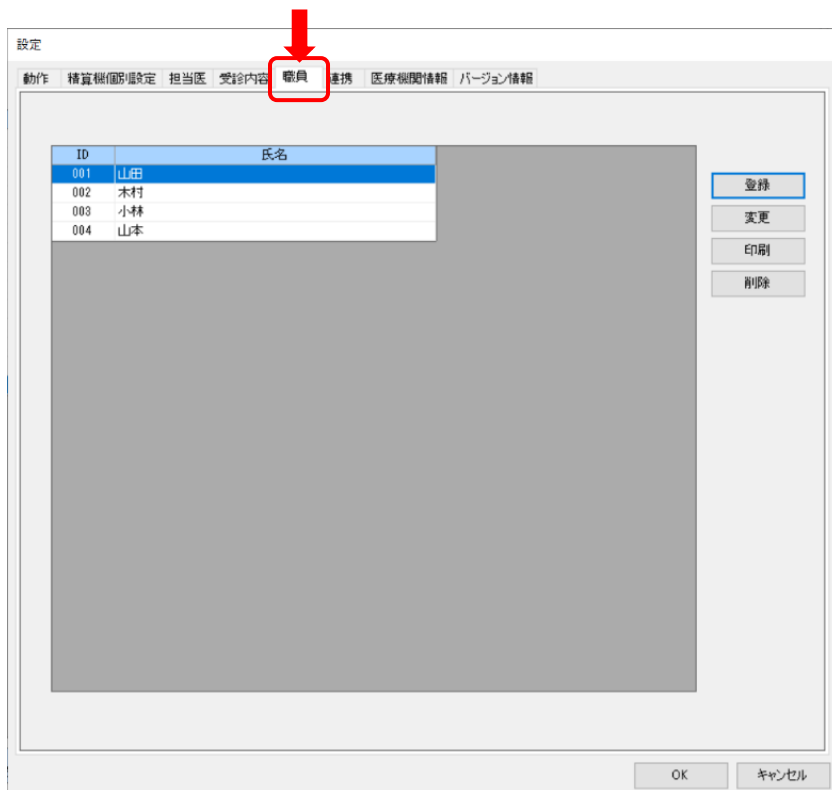 設定
動作 精算機個別設定 担当医 受診内容 職員 連携 医療機関情報 バージョン情報
ID 氏名
001 山田
002 木村
003 小林
004 山本
登録
変更
印刷
削除
OK キャンセル